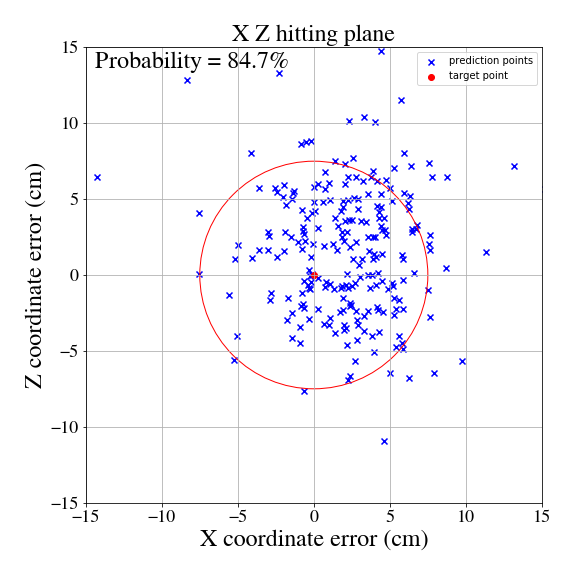 X Z hitting plane
Probability = 84.7%
prediction points
target point
15
10
5
0
−5
−10
−15
Z coordinate error (cm)
−15 −10 −5 0 5 10 15
X coordinate error (cm)